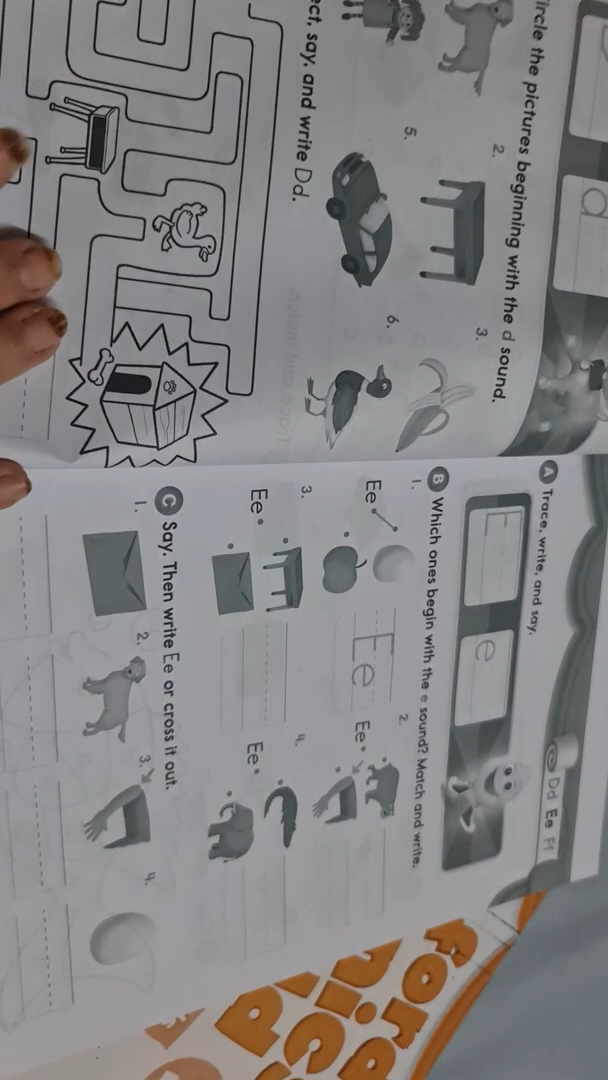 ircle the pictures beginning with the d sound.
2.
3.
5.
6.
ect, say, and write Dd.
Dd Ee Ff
A Trace, write, and say.
E e
B Which ones begin with the e sound? Match and write.
1.
Ee
Ee
2.
Ee
3.
Ee
4.
Ee
C Say. Then write Ee or cross it out.
1.
2.
3.
4.